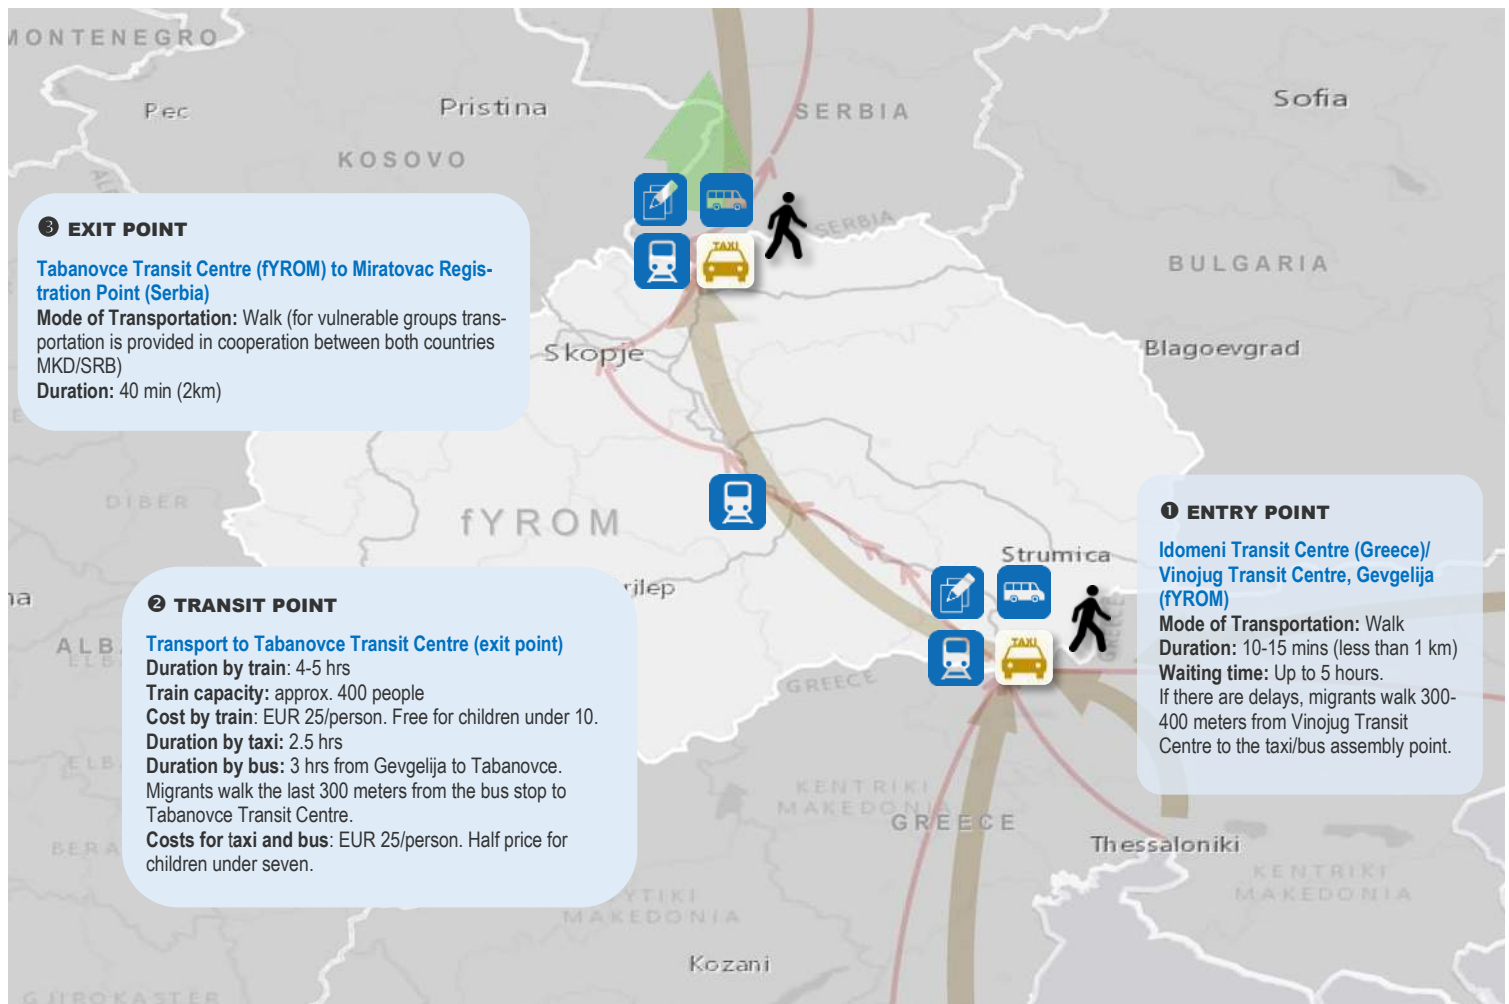 MONTENEGRO
Pec
Pristina
KOSOVO
SERBIA
Sofia
SERBIA
BULGARIA
Blagoevgrad
Skopje
❸ EXIT POINT
Tabanovce Transit Centre (fYROM) to Miratovac Regis-
tration Point (Serbia)
Mode of Transportation: Walk (for vulnerable groups trans-
portation is provided in cooperation between both countries
MKD/SRB)
Duration: 40 min (2km)
TAXI
DIBER
fYROM
Strumica
rilep
❶ ENTRY POINT
Idomeni Transit Centre (Greece)/
Vinojug Transit Centre, Gevgelija
(fYROM)
Mode of Transportation: Walk
Duration: 10-15 mins (less than 1 km)
Waiting time: Up to 5 hours.
If there are delays, migrants walk 300-
400 meters from Vinojug Transit
Centre to the taxi/bus assembly point.
❷ TRANSIT POINT
Transport to Tabanovce Transit Centre (exit point)
Duration by train: 4-5 hrs
Train capacity: approx. 400 people
Cost by train: EUR 25/person. Free for children under 10.
Duration by taxi: 2.5 hrs
Duration by bus: 3 hrs from Gevgelija to Tabanovce.
Migrants walk the last 300 meters from the bus stop to
Tabanovce Transit Centre.
Costs for taxi and bus: EUR 25/person. Half price for
children under seven.
TAXI
GREECE
GREECE
ALB
ELB
BERA
KENTRIKI
MAKEDONIA
GREECE
Thessaloniki
KENTRIKI
MAKEDONIA
YTIKI
MAKEDONIA
Kozani
GJIROKASTER